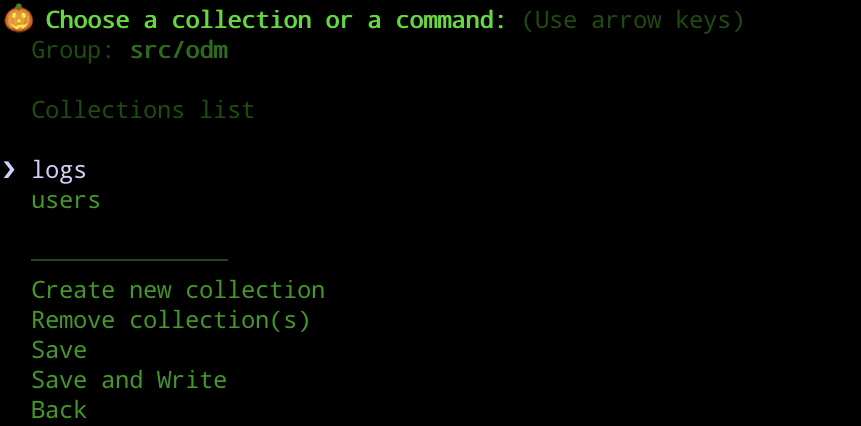 🎃 Choose a collection or a command: (Use arrow keys)
Group: src/odm
Collections list
❯ logs
users
──────────────
Create new collection
Remove collection(s)
Save
Save and Write
Back